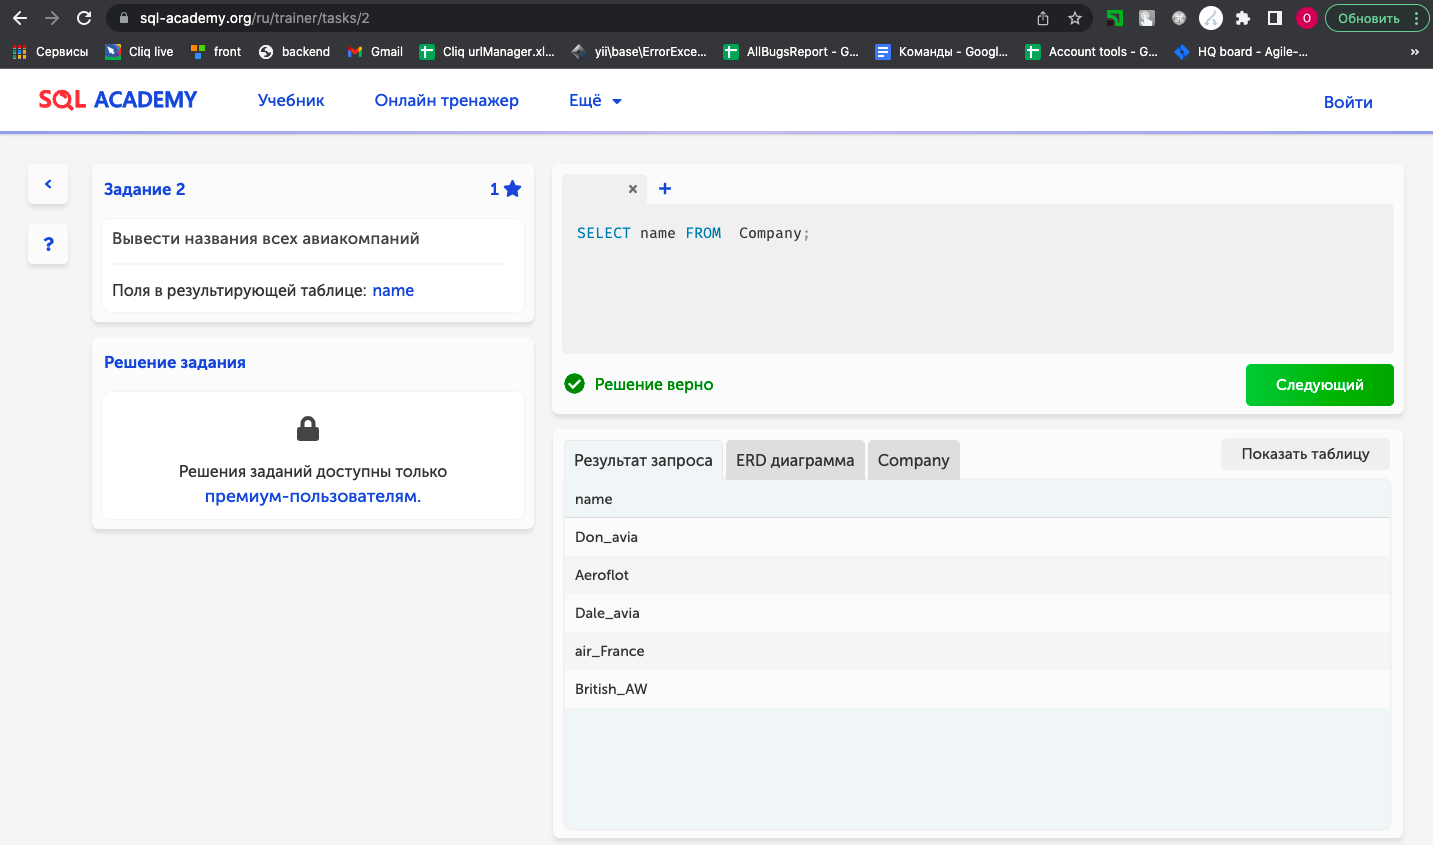 sql-academy.org/ru/trainer/tasks/2
О
Обновить
Сервисы
Cliq live
front
backend
Gmail
Cliq urlManager.xl...
yii\base\ErrorExce...
AllBugsReport - G...
Команды - Googl...
Account tools - G...
HQ board - Agile-...
»
SQL ACADEMY
Учебник
Онлайн тренажер
Ещё
Войти
Задание 2
1
?
Вывести названия всех авиакомпаний
Поля в результирующей таблице: name
Решение задания
Решения заданий доступны только
премиум-пользователям.
× +
SELECT name FROM  Company;
Решение верно
Следующий
Результат запроса
ERD диаграмма
Company
Показать таблицу
name
Don_avia
Aeroflot
Dale_avia
air_France
British_AW